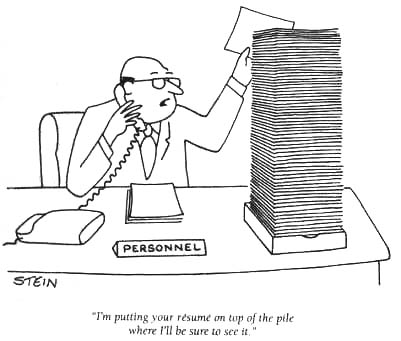 PERSONNEL
STEIN
"I'm putting your résumé on top of the pile
where I'll be sure to see it."